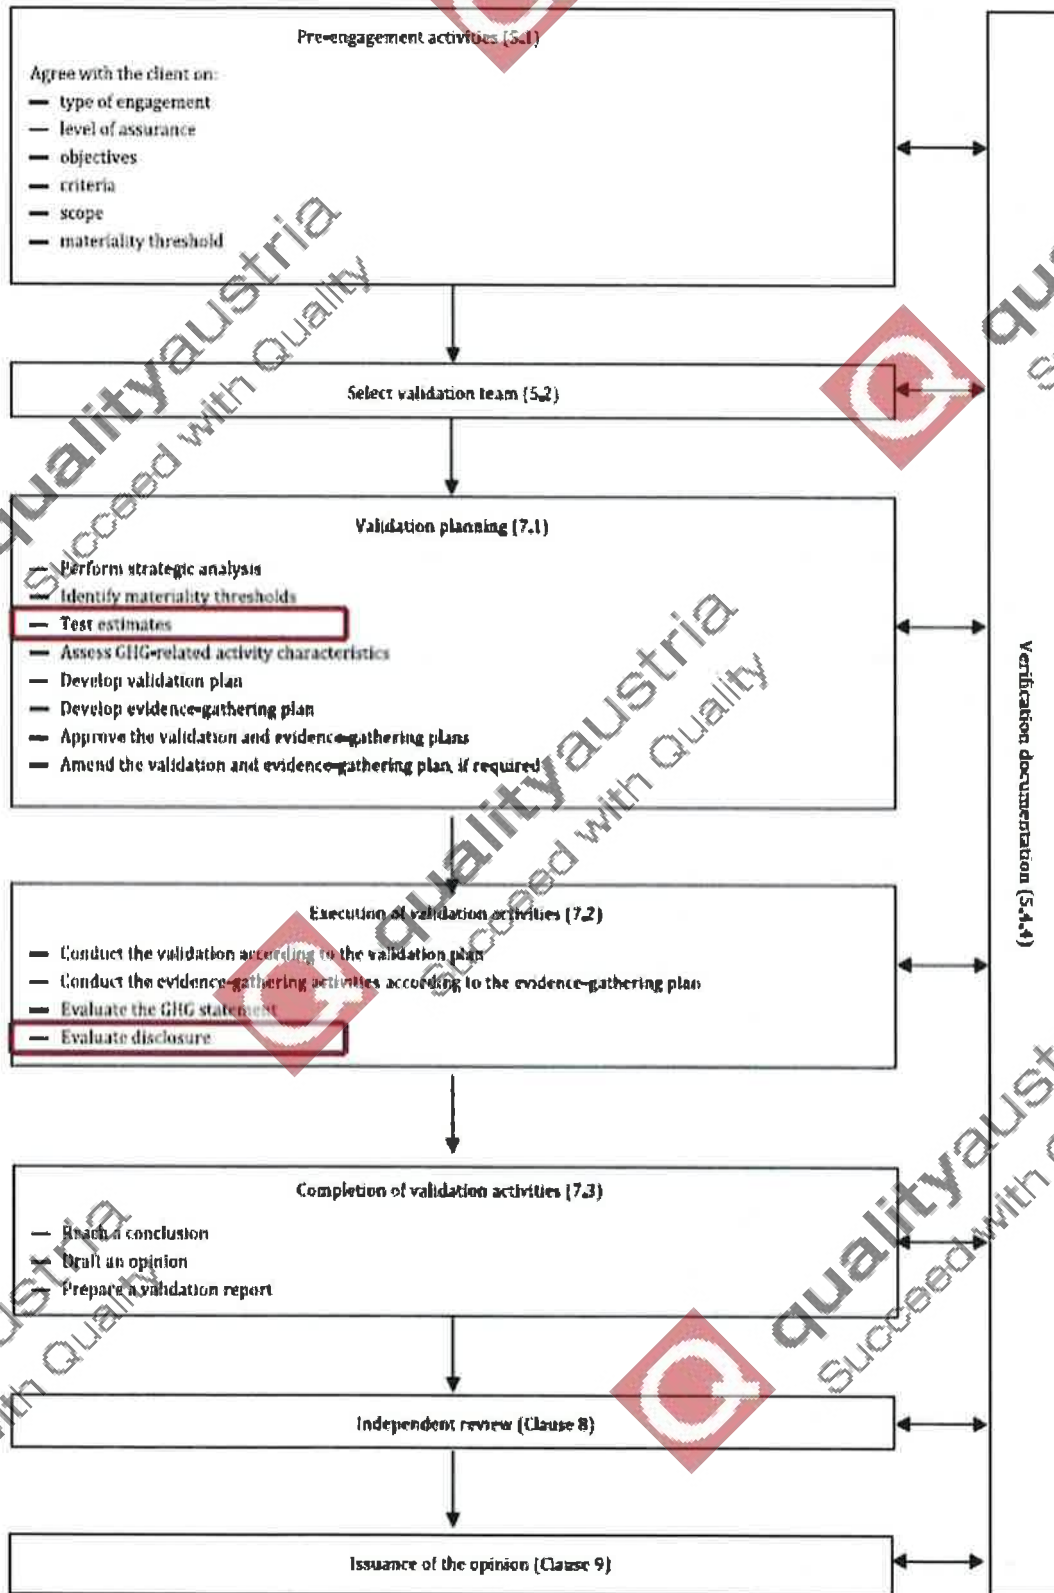 Pre-engagement activities (5.1)
Agree with the client on:
— type of engagement
— level of assurance
— objectives
— criteria
— scope
— materiality threshold
Select validation team (5.2)
Validation planning (7.1)
— Perform strategic analysis
— Identify materiality thresholds
— Test estimates
— Assess GHG-related activity characteristics
— Develop validation plan
— Develop evidence-gathering plan
— Approve the validation and evidence-gathering plans
— Amend the validation and evidence-gathering plan, if required
Execution of validation activities (7.2)
— Conduct the validation according to the validation plan
— Conduct the evidence-gathering activities according to the evidence-gathering plan
— Evaluate the GHG statement
— Evaluate disclosure
Completion of validation activities (7.3)
— Reach a conclusion
— Draft an opinion
— Prepare a validation report
Independent review (Clause 8)
Issuance of the opinion (Clause 9)
Verification documentation (5.4.4)
qualityaustria
Succeed with Quality
qualityaustria
Succeed with Quality